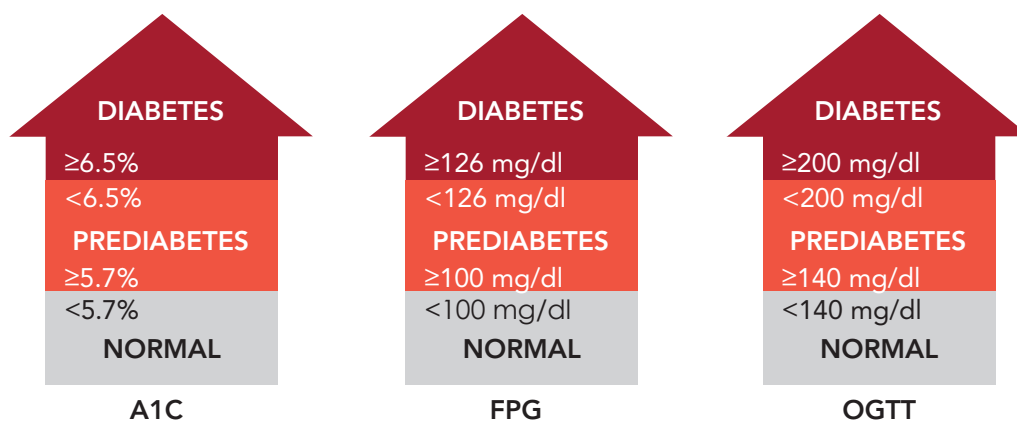 DIABETES
≥6.5%
<6.5%
PREDIABETES
≥5.7%
<5.7%
NORMAL
A1C
DIABETES
≥126 mg/dl
<126 mg/dl
PREDIABETES
≥100 mg/dl
<100 mg/dl
NORMAL
FPG
DIABETES
≥200 mg/dl
<200 mg/dl
PREDIABETES
≥140 mg/dl
<140 mg/dl
NORMAL
OGTT